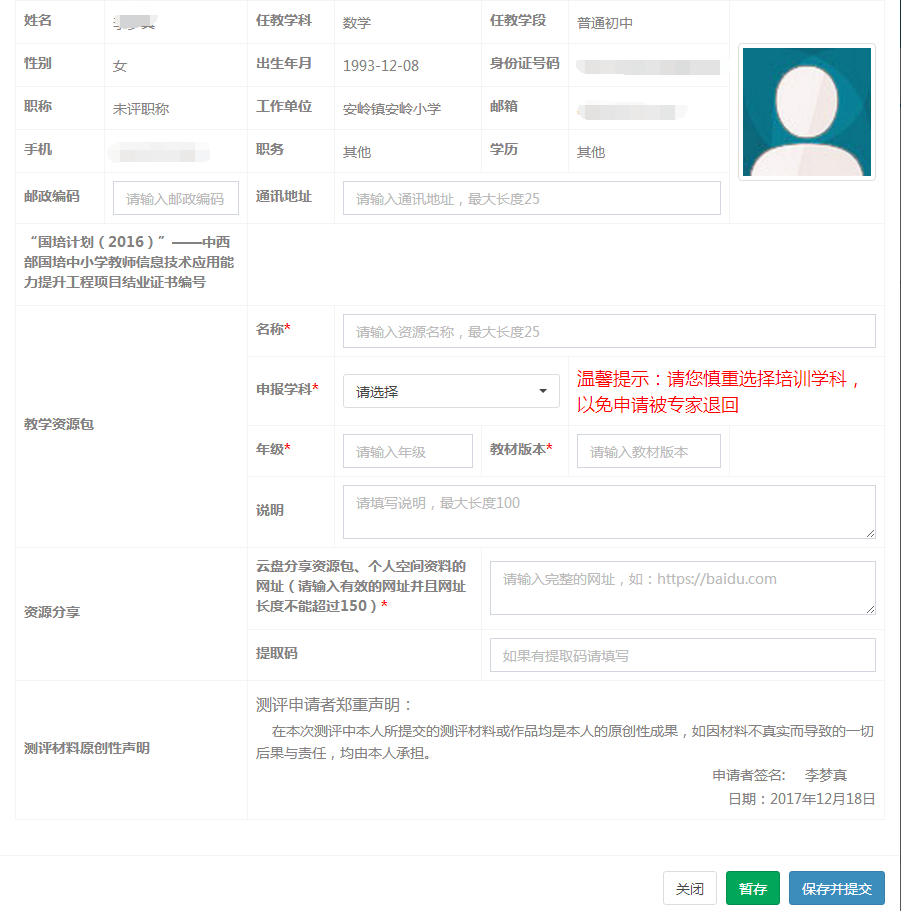 姓名 任教学科 数学 任教学段 普通初中
性别 女 出生年月 1993-12-08 身份证号码
职称 未评职称 工作单位 安岭镇安岭小学 邮箱
手机 职务 其他 学历 其他
邮政编码 请输入邮政编码 通讯地址 请输入通讯地址，最大长度25
“国培计划（2016）”——中西
部国培中小学教师信息技术应用能
力提升工程项目结业证书编号
教学资源包
名称* 请输入资源名称，最大长度25
申报学科* 请选择
温馨提示：请您慎重选择培训学科，
以免申请被专家退回
年级* 请输入年级 教材版本* 请输入教材版本
说明 请填写说明，最大长度100
资源分享
云盘分享资源包、个人空间资料的
网址（请输入有效的网址并且网址
长度不能超过150）*
请输入完整的网址，如：https://baidu.com
提取码 如果有提取码请填写
测评材料原创性声明
测评申请者郑重声明：
在本次测评中本人所提交的测评材料或作品均是本人的原创性成果，如因材料不真实而导致的一切
后果与责任，均由本人承担。
申请者签名: 李梦真
日期：2017年12月18日
关闭 暂存 保存并提交